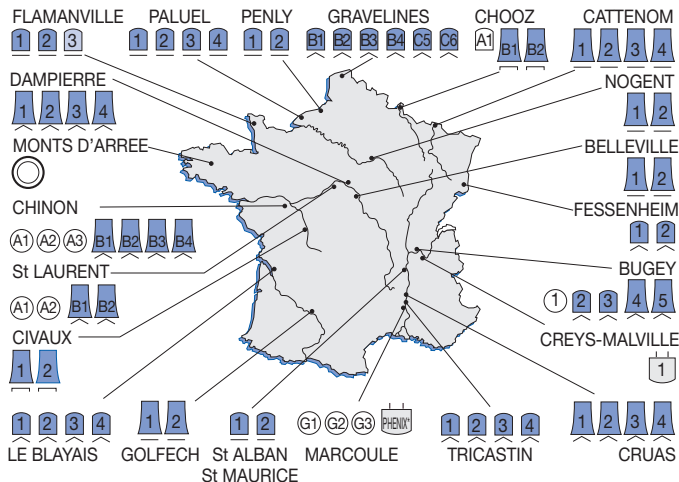 FLAMANVILLE PALUEL PENLY GRAVELINES CHOOZ CATTENOM
1 2 3 1 2 3 4 1 2 B1 B2 B3 B4 C5 C6 A1 B1 B2 1 2 3 4
DAMPIERRE NOGENT
1 2 3 4 1 2
MONTS D'ARREE BELLEVILLE
1 2
CHINON FESSENHEIM
A1 A2 A3 B1 B2 B3 B4 1 2
St LAURENT BUGEY
A1 A2 B1 B2 1 2 3 4 5
CIVAUX CREYS-MALVILLE
1 2 1
1 2 3 4 1 2 1 2 G1 G2 G3 PHENIX* 1 2 3 4 1 2 3 4
LE BLAYAIS GOLFECH St ALBAN MARCOULE TRICASTIN CRUAS
St MAURICE